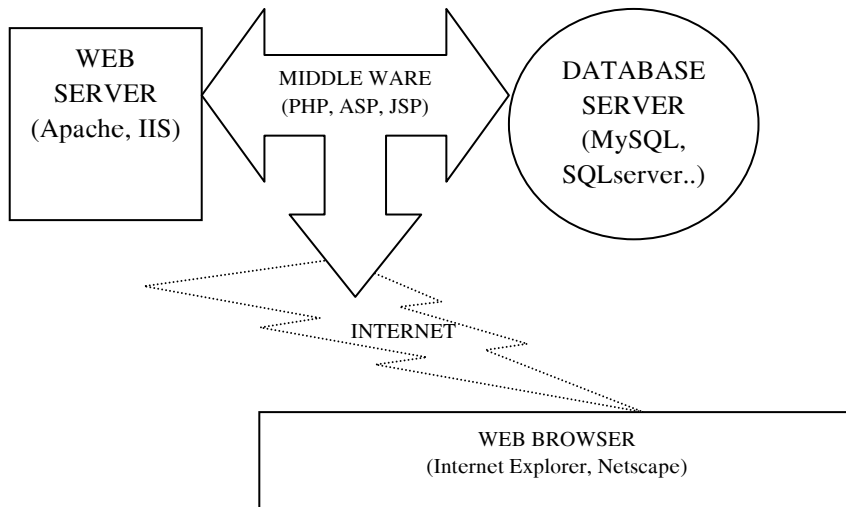 WEB
SERVER
(Apache, IIS)
MIDDLE WARE
(PHP, ASP, JSP)
DATABASE
SERVER
(MySQL,
SQLserver..)
INTERNET
WEB BROWSER
(Internet Explorer, Netscape)